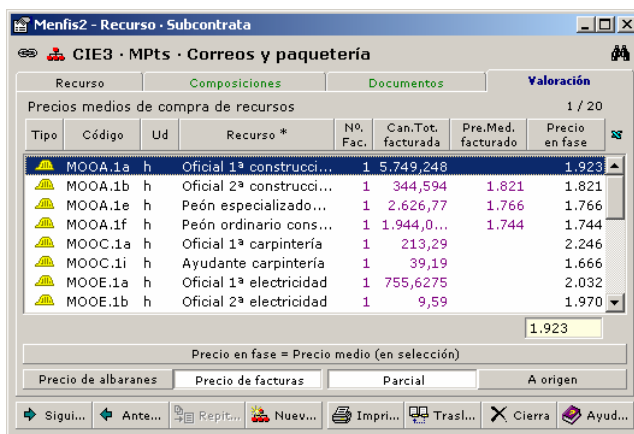 Menfis2 - Recurso · Subcontrata
CIE3 · MPts · Correos y paquetería
Recurso Composiciones Documentos Valoración
Precios medios de compra de recursos 1 / 20
Tipo Código Ud Recurso * Nº. Fac. Can.Tot. facturada Pre.Med. facturado Precio en fase
MOOA.1a h Oficial 1ª construcci... 1 5.749,248 1.923
MOOA.1b h Oficial 2ª construcci... 1 344,594 1.821 1.821
MOOA.1e h Peón especializado... 1 2.626,77 1.766 1.766
MOOA.1f h Peón ordinario cons... 1 1.944,0... 1.744 1.744
MOOC.1a h Oficial 1ª carpintería 1 213,29 2.246
MOOC.1i h Ayudante carpintería 1 39,19 1.666
MOOE.1a h Oficial 1ª electricidad 1 755,6275 2.032
MOOE.1b h Oficial 2ª electricidad 1 9,59 1.970
1.923
Precio en fase = Precio medio (en selección)
Precio de albaranes Precio de facturas Parcial A origen
Sigui... Ante... Repit... Nuev... Impri... Trasl... Cierra Ayud...